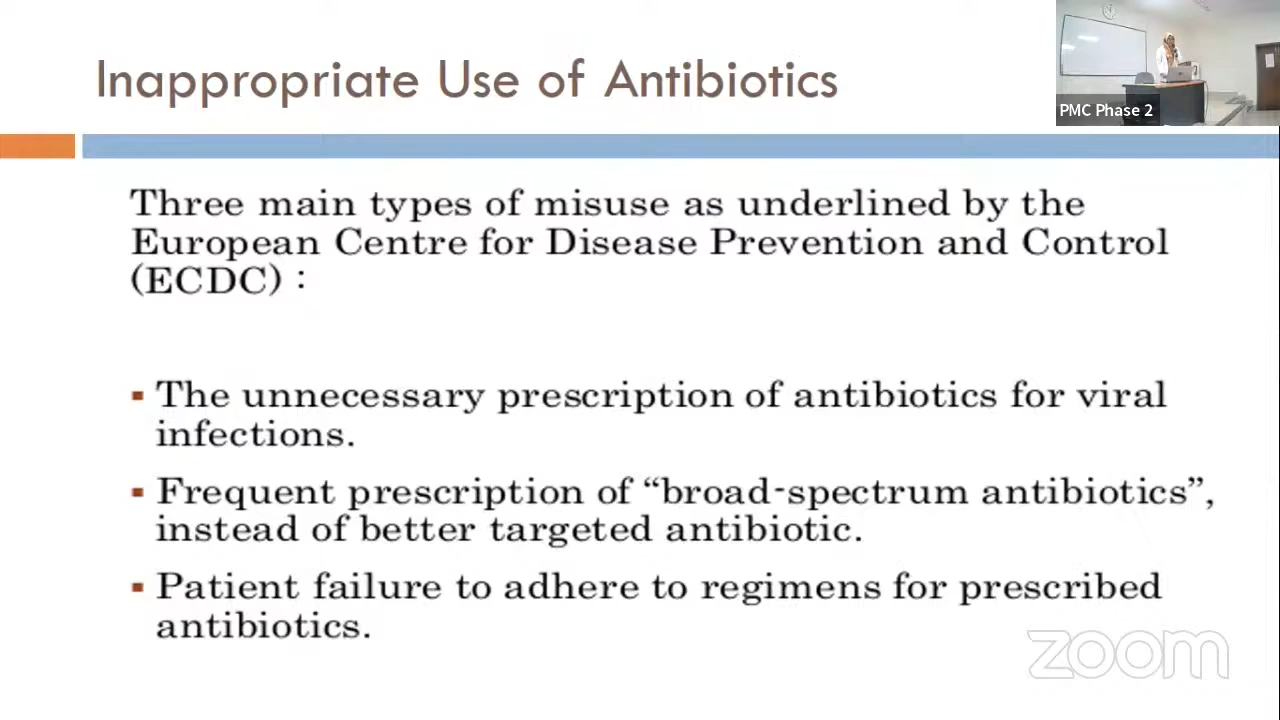 Inappropriate Use of Antibiotics
PMC Phase 2
Three main types of misuse as underlined by the
European Centre for Disease Prevention and Control
(ECDC) :
▪ The unnecessary prescription of antibiotics for viral
infections.
▪ Frequent prescription of “broad-spectrum antibiotics”,
instead of better targeted antibiotic.
▪ Patient failure to adhere to regimens for prescribed
antibiotics.
zoom